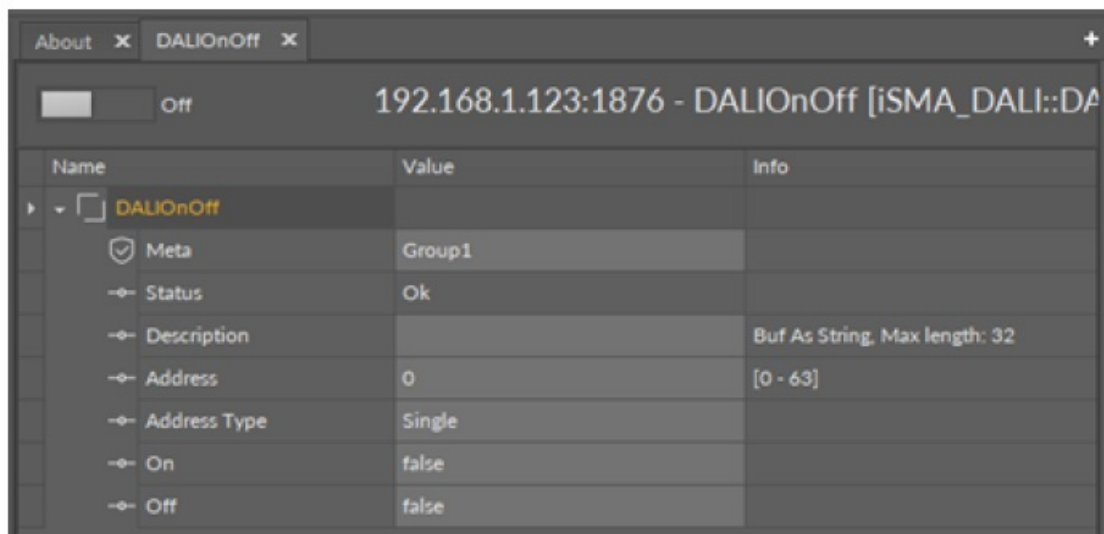 About x DALIOnOff x +
Off 192.168.1.123:1876 - DALIOnOff [iSMA_DALI::DA
Name Value Info
DALIOnOff
Meta Group1
Status Ok
Description Buf As String, Max length: 32
Address 0 [0 - 63]
Address Type Single
On false
Off false